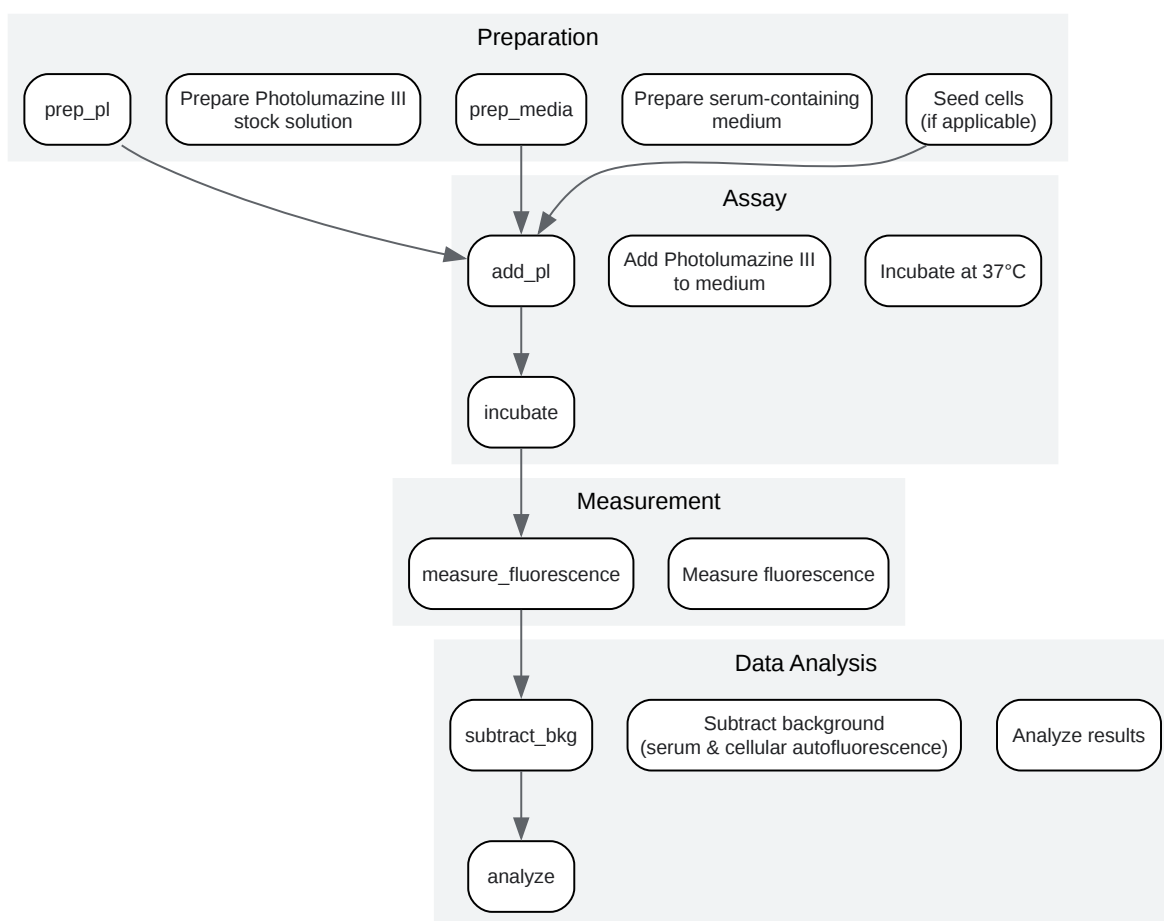 Preparation
prep_pl
Prepare Photolumazine III
stock solution
prep_media
Prepare serum-containing
medium
Seed cells
(if applicable)
Assay
add_pl
Add Photolumazine III
to medium
Incubate at 37°C
incubate
Measurement
measure_fluorescence
Measure fluorescence
Data Analysis
subtract_bkg
Subtract background
(serum & cellular autofluorescence)
Analyze results
analyze